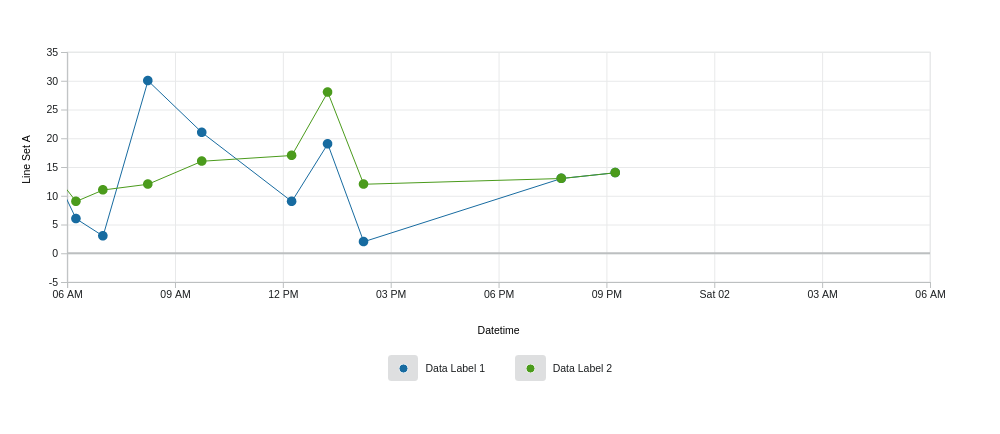 35
30
25
20
15
10
5
0
-5
Line Set A
06 AM 09 AM 12 PM 03 PM 06 PM 09 PM Sat 02 03 AM 06 AM
Datetime
Data Label 1 Data Label 2